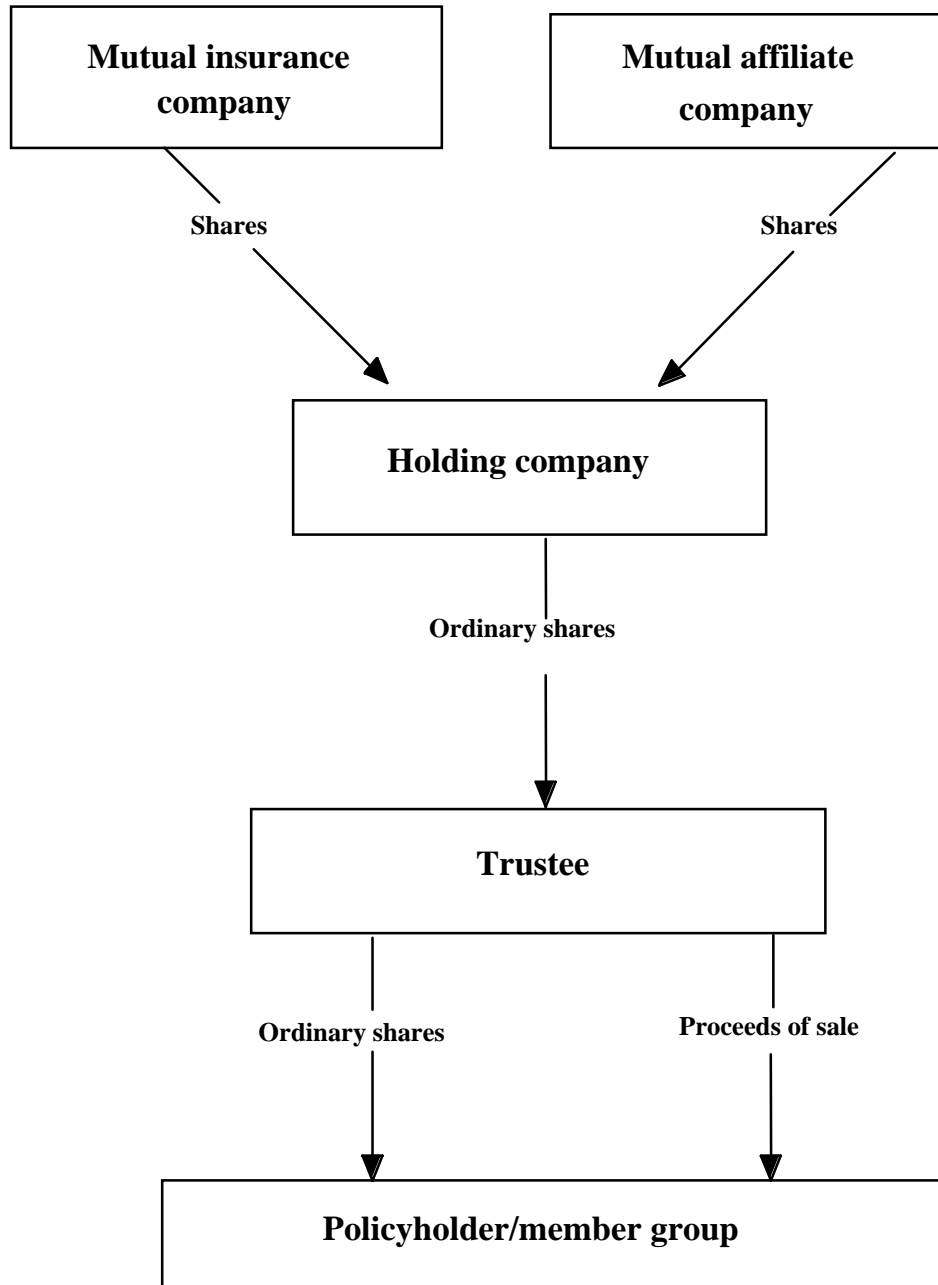 Mutual insurance
company
Mutual affiliate
company
Shares
Shares
Holding company
Ordinary shares
Trustee
Ordinary shares
Proceeds of sale
Policyholder/member group